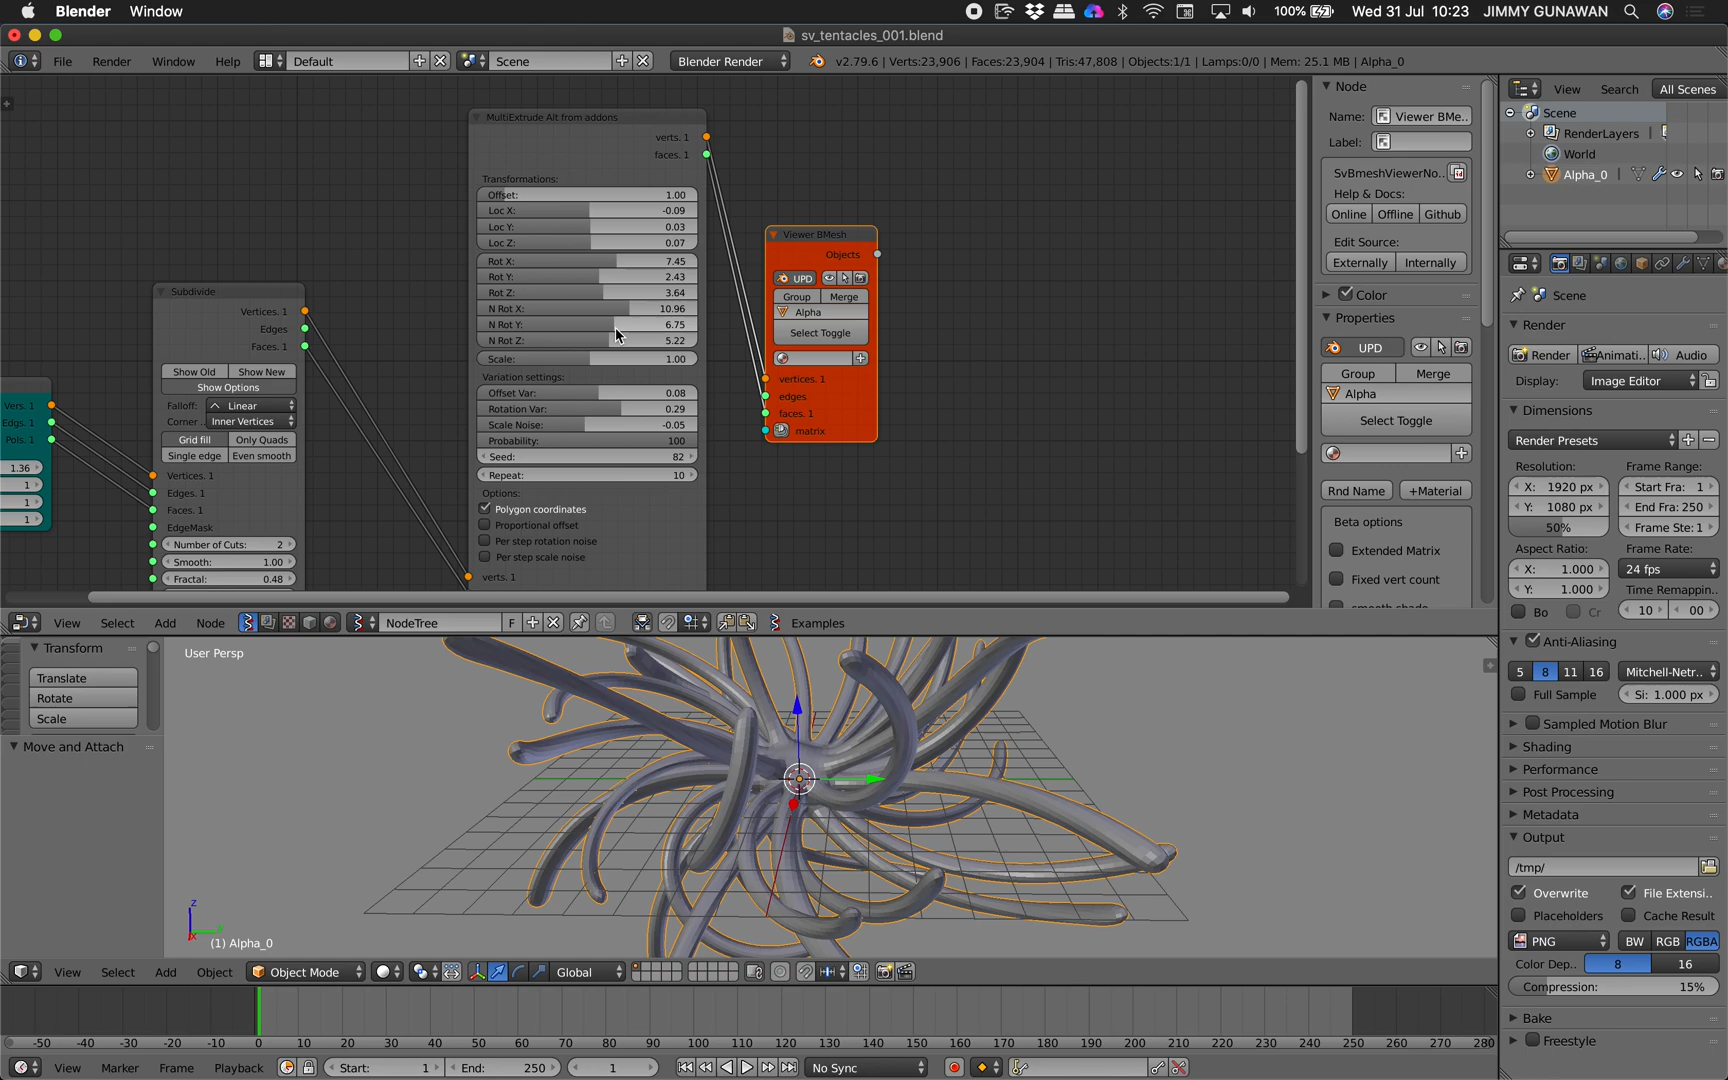 Blender Window
100% Wed 31 Jul 10:23 JIMMY GUNAWAN
sv_tentacles_001.blend
File Render Window Help Default Scene Blender Render v2.79.6 | Verts:23,906 | Faces:23,904 | Tris:47,808 | Objects:1/1 | Lamps:0/0 | Mem: 25.1 MB | Alpha_0
Vers. 1
Edgs. 1
Pols. 1
1.36
1
1
1
Subdivide
Vertices. 1
Edges
Faces. 1
Show Old Show New
Show Options
Falloff: Linear
Corner .. Inner Vertices
Grid fill Only Quads
Single edge Even smooth
Vertices. 1
Edges. 1
Faces. 1
EdgeMask
Number of Cuts: 2
Smooth: 1.00
Fractal: 0.48
MultiExtrude Alt from addons
verts. 1
faces. 1
Transformations:
Offset: 1.00
Loc X: -0.09
Loc Y: 0.03
Loc Z: 0.07
Rot X: 7.45
Rot Y: 2.43
Rot Z: 3.64
N Rot X: 10.96
N Rot Y: 6.75
N Rot Z: 5.22
Scale: 1.00
Variation settings:
Offset Var: 0.08
Rotation Var: 0.29
Scale Noise: -0.05
Probability: 100
Seed: 82
Repeat: 10
Options:
Polygon coordinates
Proportional offset
Per step rotation noise
Per step scale noise
verts. 1
Viewer BMesh
Objects
UPD
Group Merge
Alpha
Select Toggle
vertices. 1
edges
faces. 1
matrix
Node
Name: Viewer BMe..
Label:
SvBmeshViewerNo..
Help & Docs:
Online Offline Github
Edit Source:
Externally Internally
Color
Properties
UPD
Group Merge
Alpha
Select Toggle
Rnd Name +Material
Beta options
Extended Matrix
Fixed vert count
View Select Add Node NodeTree F Examples
Transform
Translate
Rotate
Scale
Move and Attach
User Persp
z
(1) Alpha_0
View Select Add Object Object Mode Global
-50 -40 -30 -20 -10 0 10 20 30 40 50 60 70 80 90 100 110 120 130 140 150 160 170 180 190 200 210 220 230 240 250 260 270 280
View Marker Frame Playback Start: 1 End: 250 1 No Sync
View Search All Scenes
Scene
RenderLayers
World
Alpha_0
Scene
Render
Render Animati.. Audio
Display: Image Editor
Dimensions
Render Presets
Resolution: Frame Range:
X: 1920 px Start Fra: 1
Y: 1080 px End Fra: 250
50% Frame Ste: 1
Aspect Ratio: Frame Rate:
X: 1.000 24 fps
Y: 1.000 Time Remappin..
Bo Cr 10 00
Anti-Aliasing
5 8 11 16 Mitchell-Netr..
Full Sample Si: 1.000 px
Sampled Motion Blur
Shading
Performance
Post Processing
Metadata
Output
/tmp/
Overwrite File Extensi..
Placeholders Cache Result
PNG BW RGB RGBA
Color Dep.. 8 16
Compression: 15%
Bake
Freestyle